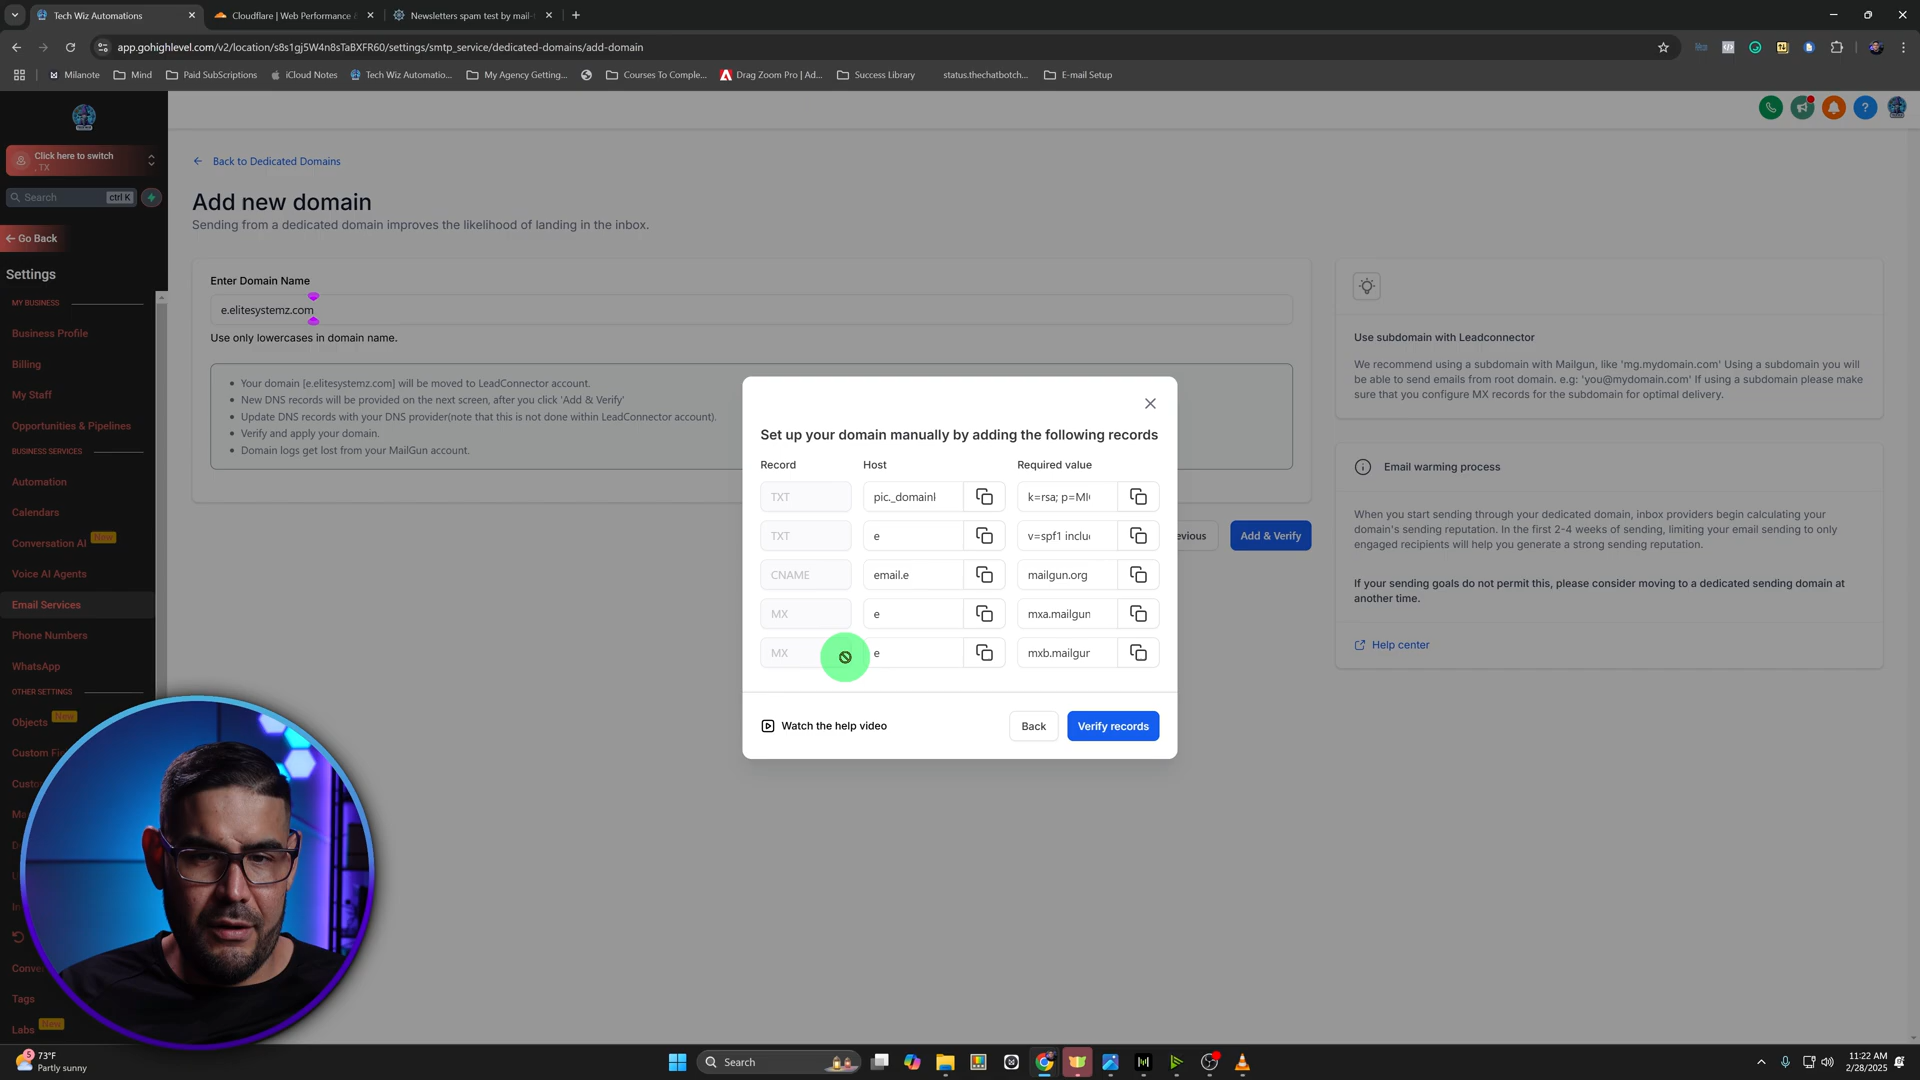 Tech Wiz Automations
Cloudflare | Web Performance
Newsletters spam test by mail-
app.gohighlevel.com/v2/location/s8s1gj5W4n8sTaBXFR60/settings/smtp_service/dedicated-domains/add-domain
Milanote
Mind
Paid SubScriptions
iCloud Notes
Tech Wiz Automatio...
My Agency Getting...
Courses To Comple...
Drag Zoom Pro | Ad...
Success Library
status.thechatbotch...
E-mail Setup
Click here to switch
, TX
Search
ctrl K
Go Back
Settings
MY BUSINESS
Business Profile
Billing
My Staff
Opportunities & Pipelines
BUSINESS SERVICES
Automation
Calendars
Conversation AI
New
Voice AI Agents
Email Services
Phone Numbers
WhatsApp
OTHER SETTINGS
Objects
New
Custom
Tags
Labs
New
Back to Dedicated Domains
Add new domain
Sending from a dedicated domain improves the likelihood of landing in the inbox.
Enter Domain Name
e.elitesystemz.com
Use only lowercases in domain name.
Your domain [e.elitesystemz.com] will be moved to LeadConnector account.
New DNS records will be provided on the next screen, after you click 'Add & Verify'
Update DNS records with your DNS provider(note that this is not done within LeadConnector account).
Verify and apply your domain.
Domain logs get lost from your MailGun account.
evious
Add & Verify
Set up your domain manually by adding the following records
Record Host Required value
TXT pic._domain k=rsa; p=MI
TXT e v=spf1 inclu
CNAME email.e mailgun.org
MX e mxa.mailgun
MX e mxb.mailgur
Watch the help video
Back
Verify records
Use subdomain with Leadconnector
We recommend using a subdomain with Mailgun, like 'mg.mydomain.com' Using a subdomain you will
be able to send emails from root domain. e.g: 'you@mydomain.com' If using a subdomain please make
sure that you configure MX records for the subdomain for optimal delivery.
Email warming process
When you start sending through your dedicated domain, inbox providers begin calculating your
domain's sending reputation. In the first 2-4 weeks of sending, limiting your email sending to only
engaged recipients will help you generate a strong sending reputation.
If your sending goals do not permit this, please consider moving to a dedicated sending domain at
another time.
Help center
5
73°F
Partly sunny
Search
11:22 AM
2/28/2025